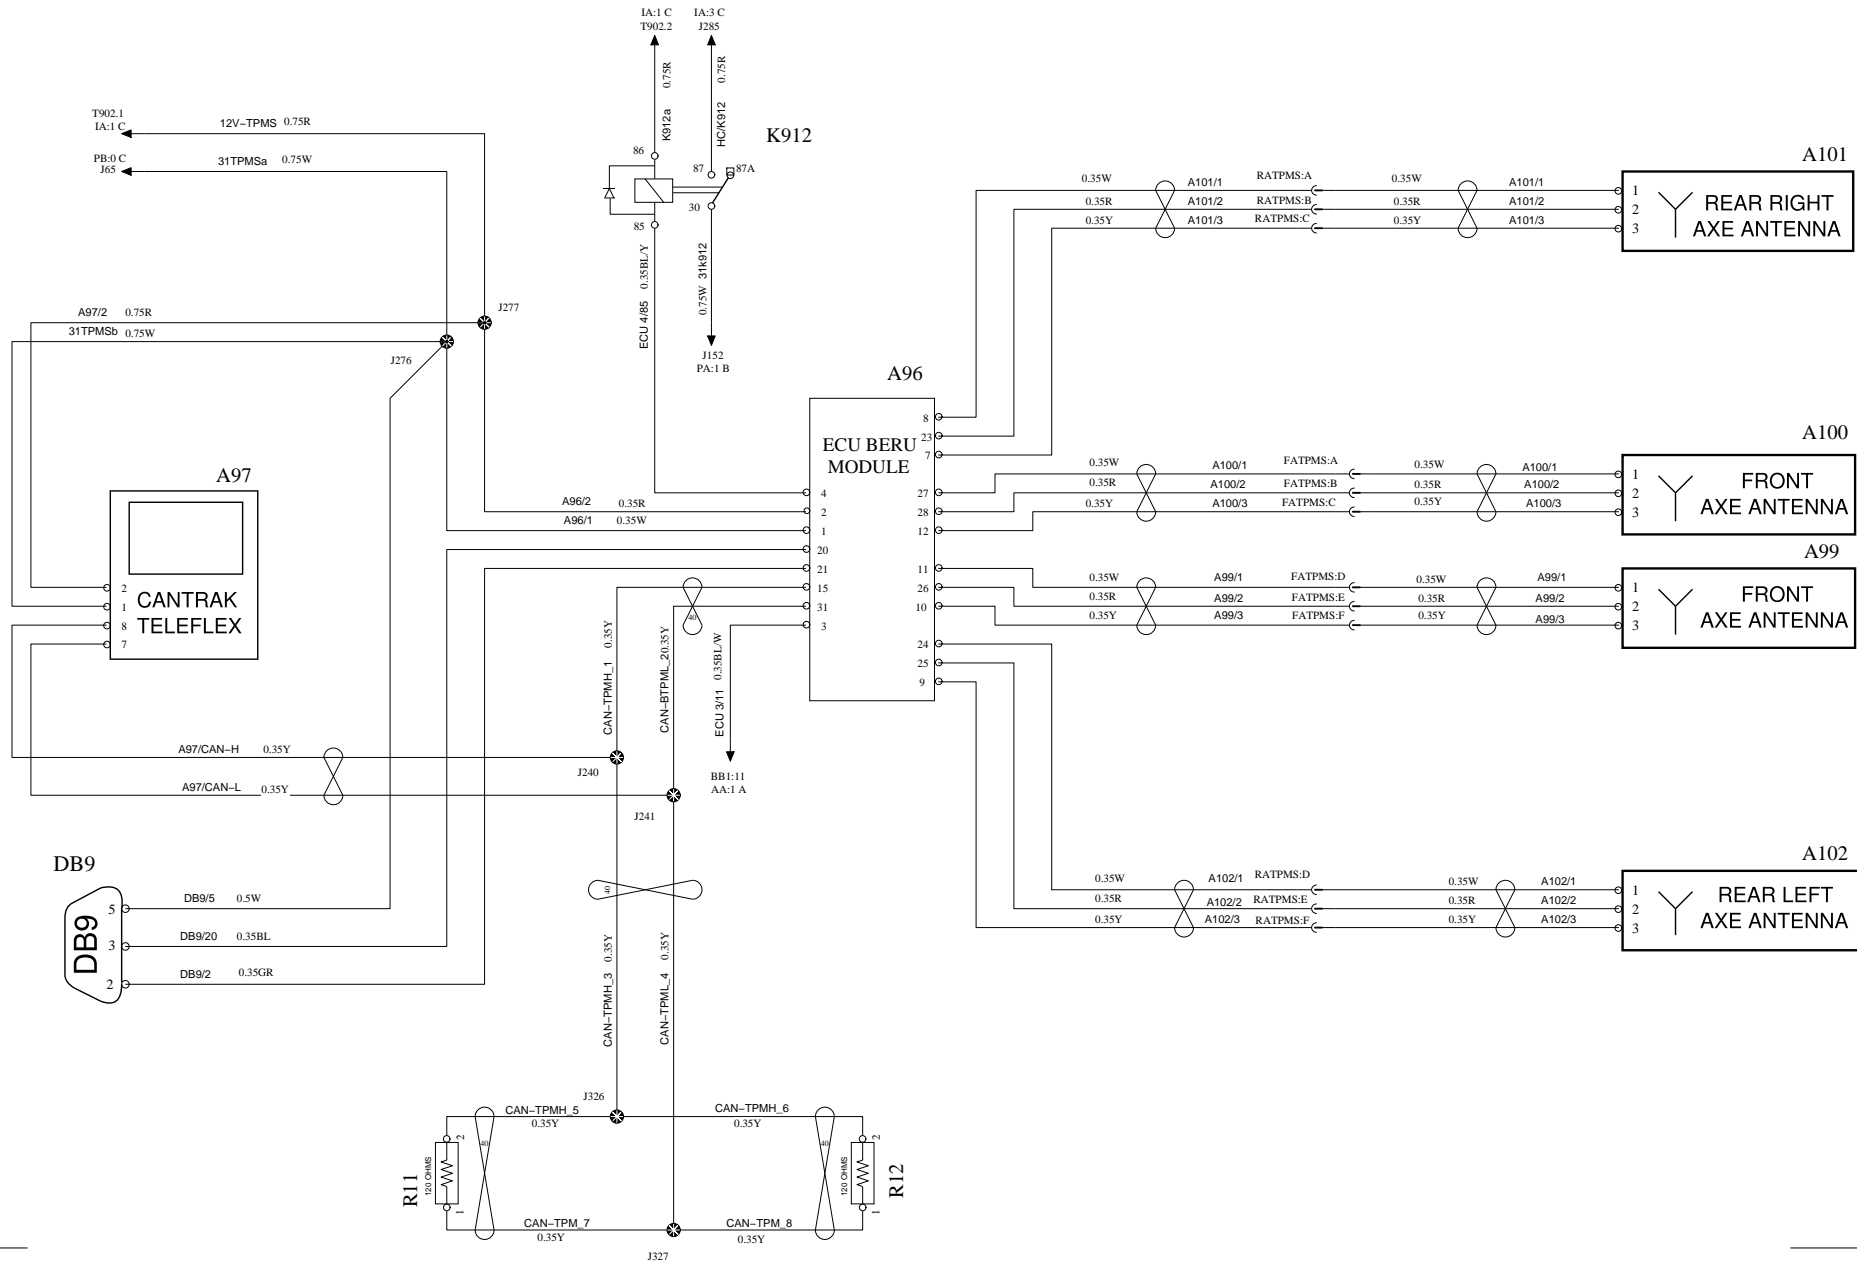 IA:1 C
T902.2
IA:3 C
J285
K912a 0.75R
HC/K912 0.75R
K912
86
87
87A
30
85
ECU 4/85 0.35BL/Y
0.75W 31k912
J152
PA:1 B
T902.1
IA:1 C
12V-TPMS 0.75R
PB:0 C
J65
31TPMSa 0.75W
A97/2 0.75R
31TPMSb 0.75W
J277
J276
A97
CANTRAK
TELEFLEX
2
1
8
7
A96
ECU BERU
MODULE
4
2
1
20
21
15
31
3
8
23
7
27
28
12
11
26
10
24
25
9
A96/2 0.35R
A96/1 0.35W
40
CAN-TPMH_1 0.35Y
CAN-BTPML_20.35Y
ECU 3/11 0.35BL/W
BB1:11
AA:1 A
A97/CAN-H 0.35Y
A97/CAN-L 0.35Y
J240
J241
DB9
DB9
5
3
2
DB9/5 0.5W
DB9/20 0.35BL
DB9/2 0.35GR
40
CAN-TPMH_3 0.35Y
CAN-TPML_4 0.35Y
J326
CAN-TPMH_5
0.35Y
CAN-TPMH_6
0.35Y
R11
120 OHMS
2
1
40
40
R12
120 OHMS
2
1
CAN-TPM_7
0.35Y
CAN-TPM_8
0.35Y
J327
A101
0.35W A101/1 RATPMS:A 0.35W A101/1 1
0.35R A101/2 RATPMS:B 0.35R A101/2 2
0.35Y A101/3 RATPMS:C 0.35Y A101/3 3
REAR RIGHT
AXE ANTENNA
A100
0.35W A100/1 FATPMS:A 0.35W A100/1 1
0.35R A100/2 FATPMS:B 0.35R A100/2 2
0.35Y A100/3 FATPMS:C 0.35Y A100/3 3
FRONT
AXE ANTENNA
A99
0.35W A99/1 FATPMS:D 0.35W A99/1 1
0.35R A99/2 FATPMS:E 0.35R A99/2 2
0.35Y A99/3 FATPMS:F 0.35Y A99/3 3
FRONT
AXE ANTENNA
A102
0.35W A102/1 RATPMS:D 0.35W A102/1 1
0.35R A102/2 RATPMS:E 0.35R A102/2 2
0.35Y A102/3 RATPMS:F 0.35Y A102/3 3
REAR LEFT
AXE ANTENNA